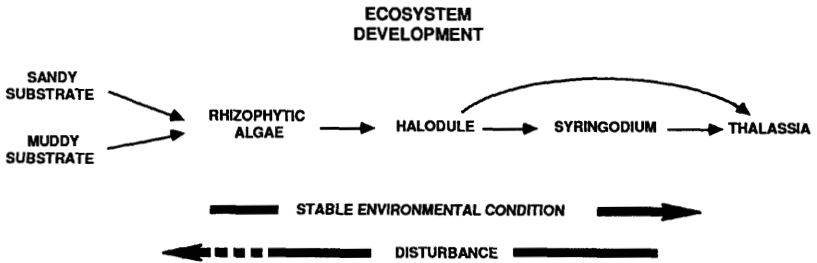 ECOSYSTEM
DEVELOPMENT
SANDY
SUBSTRATE
MUDDY
SUBSTRATE
RHIZOPHYTIC
ALGAE
HALODULE
SYRINGODIUM
THALASSIA
STABLE ENVIRONMENTAL CONDITION
DISTURBANCE